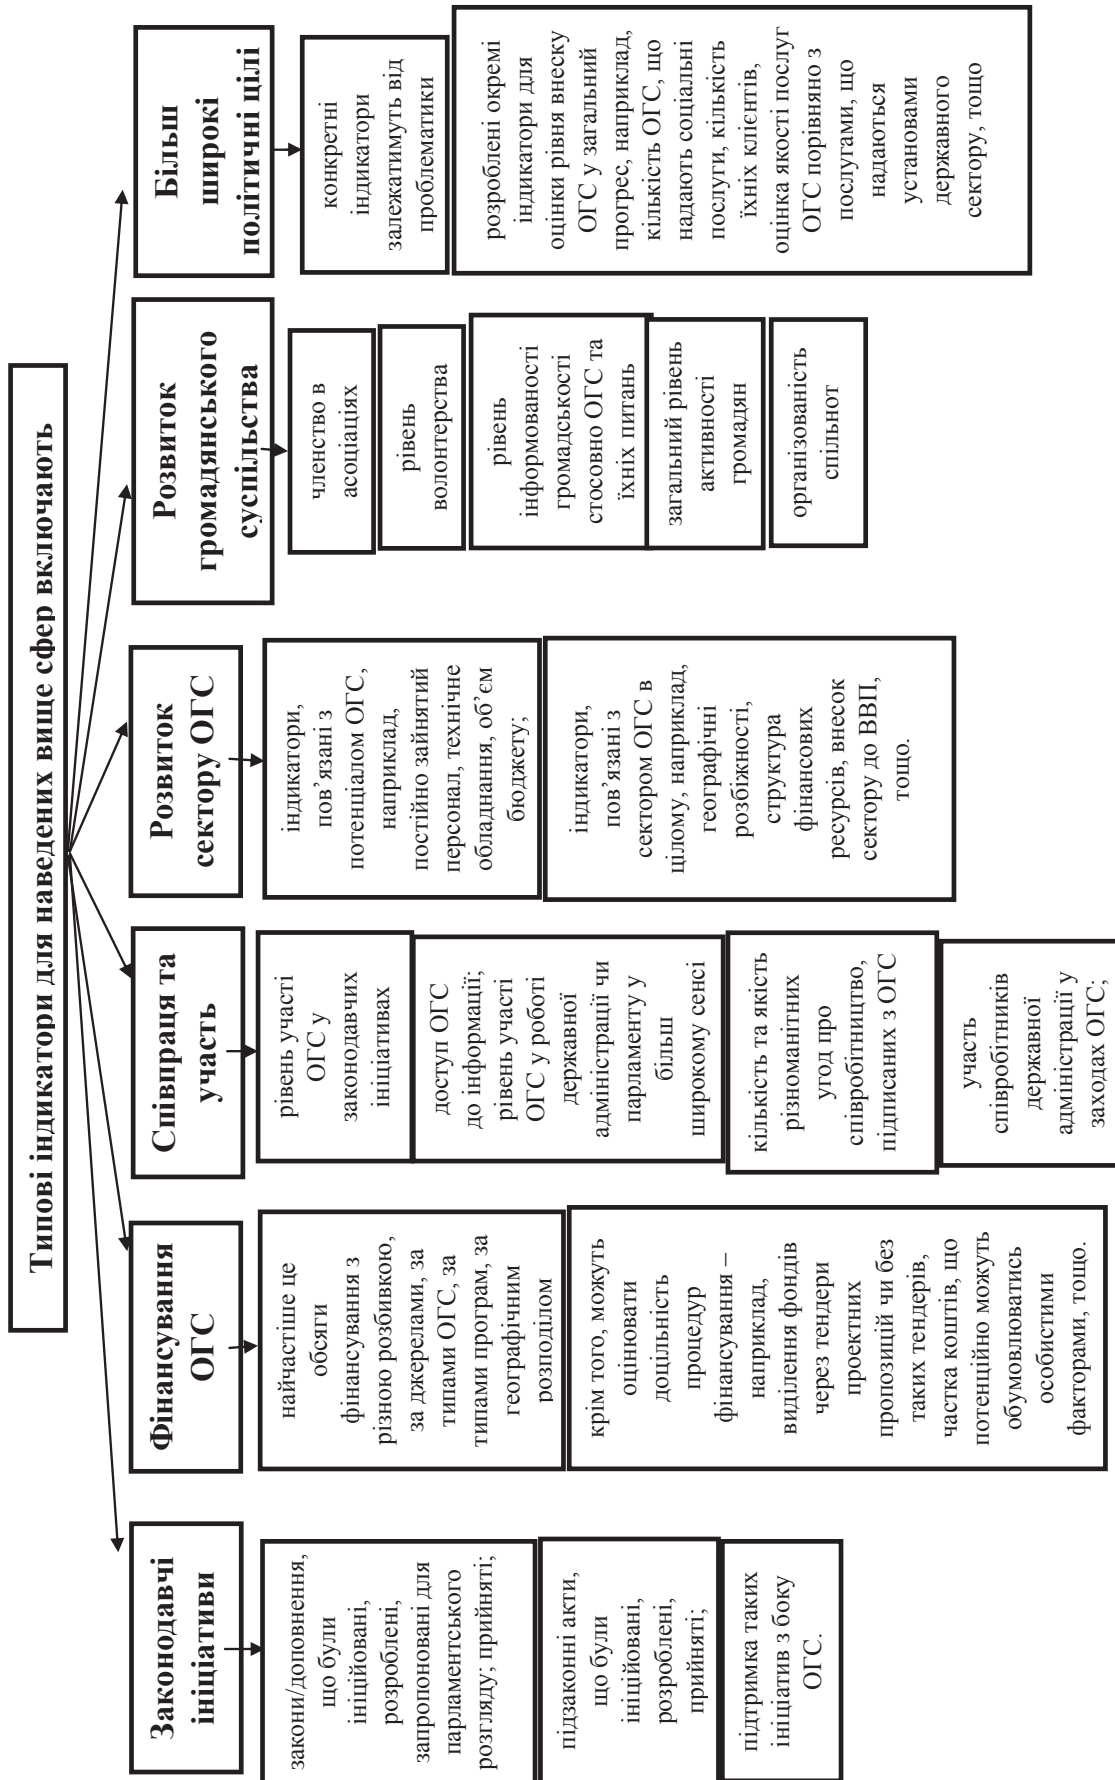 Типові індикатори для наведених вище сфер включають
Законодавчі
ініціативи
закони/доповнення,
що були
ініційовані,
розроблені,
запропоновані для
парламентського
розгляду; прийняті;
підзаконні акти,
що були
ініційовані,
розроблені,
прийняті;
підтримка таких
ініціатив з боку
ОГС.
Фінансування
ОГС
найчастіше це
обсяги
фінансування з
різною розбивкою,
за джерелами, за
типами ОГС, за
типами програм, за
географічним
розподілом
крім того, можуть
оцінювати
доцільність
процедур
фінансування –
наприклад,
виділення фондів
через тендери
проектних
пропозицій чи без
таких тендерів,
частка коштів, що
потенційно можуть
обумовлюватись
особистими
факторами, тощо.
Співпраця та
участь
рівень участі
ОГС у
законодавчих
ініціативах
доступ ОГС
до інформації;
рівень участі
ОГС у роботі
державної
адміністрації чи
парламенту у
більш
широкому сенсі
кількість та якість
різноманітних
угод про
співробітництво,
підписаних з ОГС
участь
співробітників
державної
адміністрації у
заходах ОГС;
Розвиток
сектору ОГС
індикатори,
пов’язані з
потенціалом ОГС,
наприклад,
постійно зайнятий
персонал, технічне
обладнання, об’єм
бюджету;
індикатори,
пов’язані з
сектором ОГС в
цілому, наприклад,
географічні
розбіжності,
структура
фінансових
ресурсів, внесок
сектору до ВВП,
тощо.
Розвиток
громадянського
суспільства
членство в
асоціаціях
рівень
волонтерства
рівень
інформованості
громадськості
стосовно ОГС та
їхніх питань
загальний рівень
активності
громадян
організованість
спільнот
Більш
широкі
політичні цілі
конкретні
індикатори
залежатимуть від
проблематики
розроблені окремі
індикатори для
оцінки рівня внеску
ОГС у загальний
прогрес, наприклад,
кількість ОГС, що
надають соціальні
послуги, кількість
їхніх клієнтів,
оцінка якості послуг
ОГС порівняно з
послугами, що
надаються
установами
державного
сектору, тощо